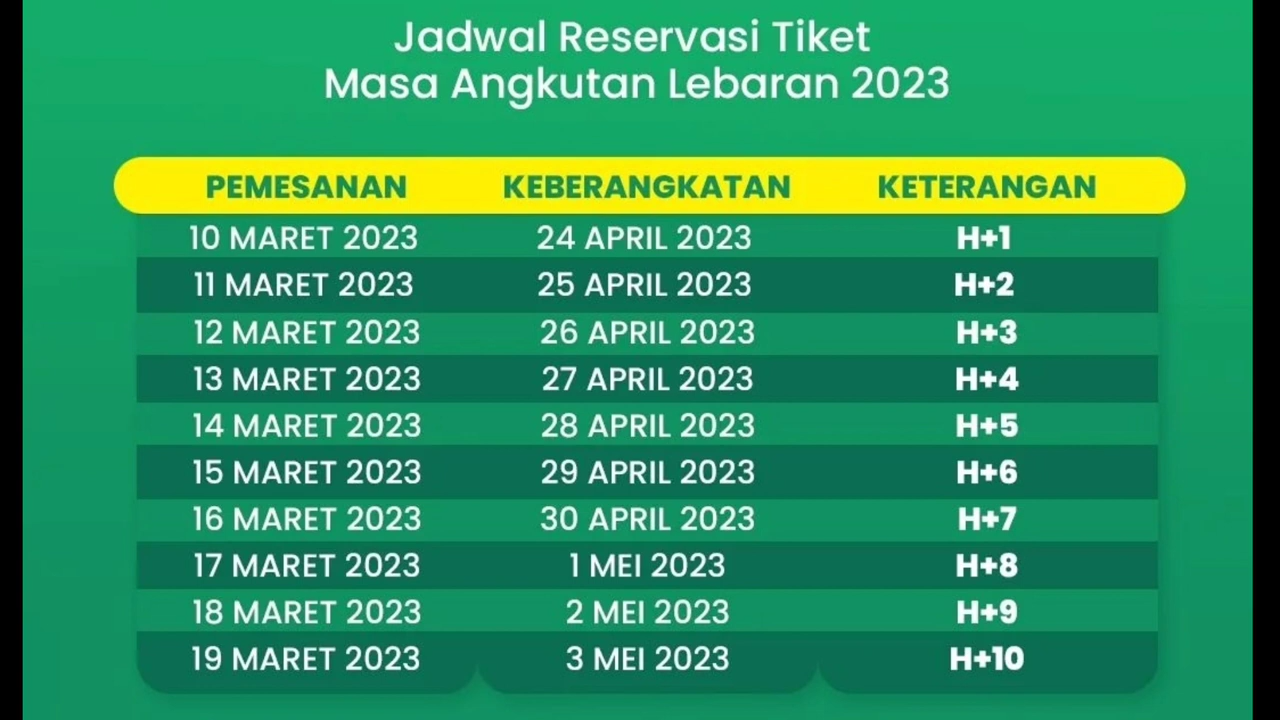 Jadwal Reservasi Tiket
Masa Angkutan Lebaran 2023
PEMESANAN KEBERANGKATAN KETERANGAN
10 MARET 2023 24 APRIL 2023 H+1
11 MARET 2023 25 APRIL 2023 H+2
12 MARET 2023 26 APRIL 2023 H+3
13 MARET 2023 27 APRIL 2023 H+4
14 MARET 2023 28 APRIL 2023 H+5
15 MARET 2023 29 APRIL 2023 H+6
16 MARET 2023 30 APRIL 2023 H+7
17 MARET 2023 1 MEI 2023 H+8
18 MARET 2023 2 MEI 2023 H+9
19 MARET 2023 3 MEI 2023 H+10